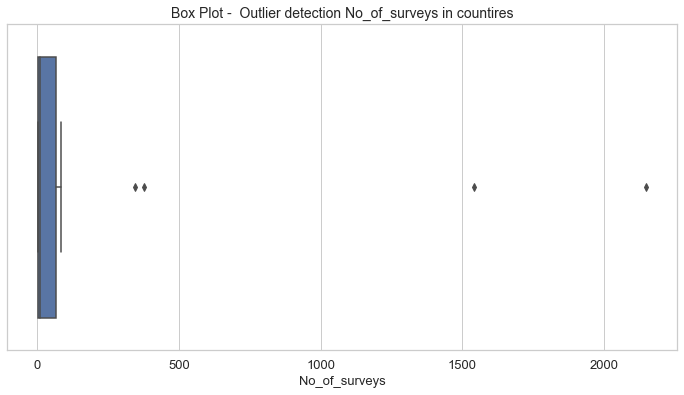 Box Plot -  Outlier detection No_of_surveys in countires
0 500 1000 1500 2000
No_of_surveys